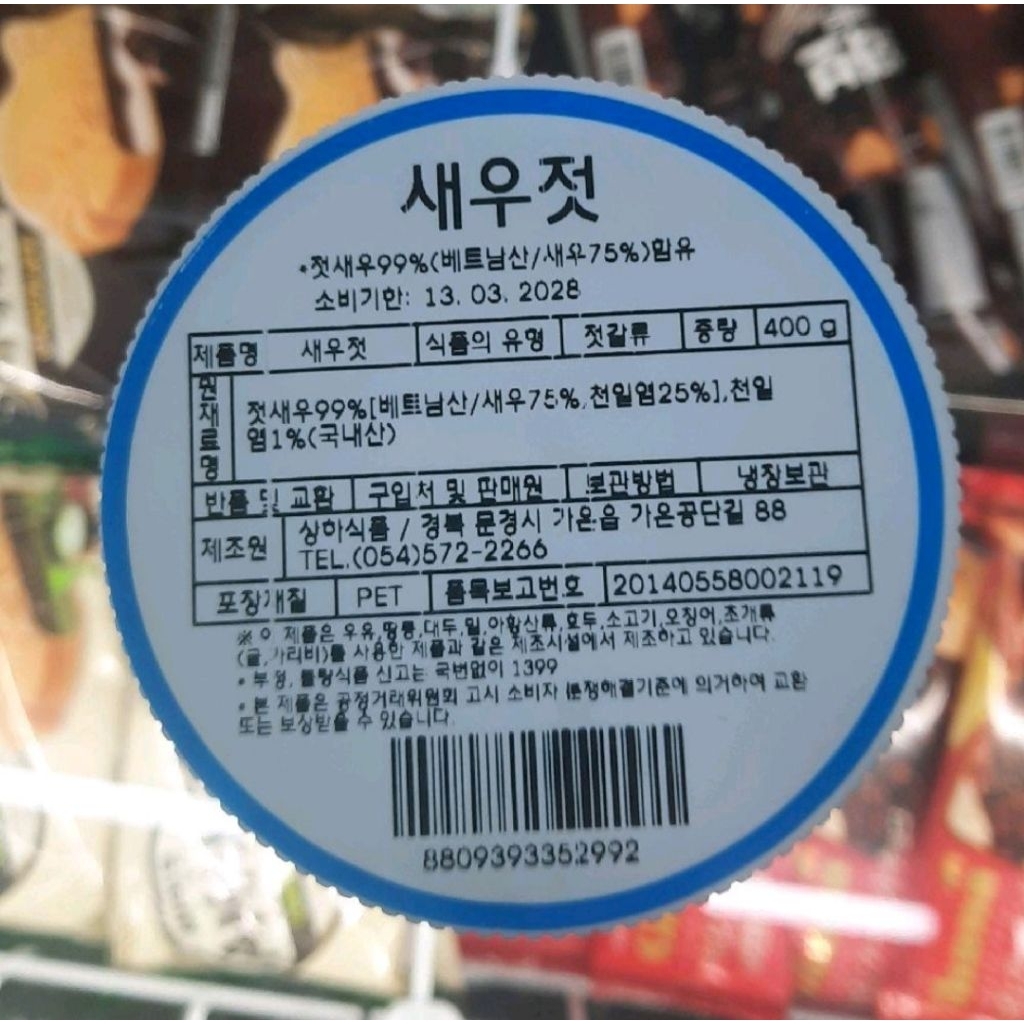 새우젓
*젓새우99%(베트남산/새우75%)함유
소비기한: 13. 03. 2028
제품명 새우젓 식품의 유형 젓갈류 중량 400 g
원재료명 젓새우99%[베트남산/새우75%,천일염25%],천일
염1%(국내산)
반품 및 교환 구입처 및 판매원 보관방법 냉장보관
제조원 상하식품 / 경북 문경시 가은읍 가은공단길 88
TEL.(054)572-2266
포장재질 PET 품목보고번호 20140558002119
※이 제품은 우유,땅콩,대두,밀,아황산류,호두,소고기,오징어,조개류
(굴,가리비)를 사용한 제품과 같은 제조시설에서 제조하고 있습니다.
* 부정, 불량식품 신고는 국번없이 1399
* 본 제품은 공정거래위원회 고시 소비자 분쟁해결기준에 의거하여 교환
또는 보상받을 수 있습니다.
8809393352992